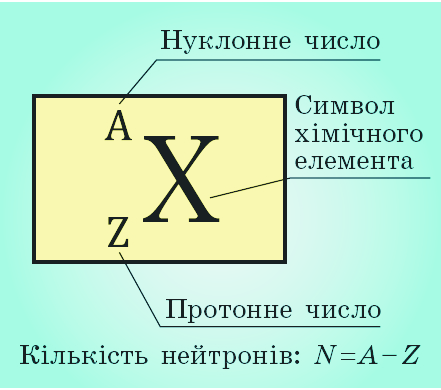 Нуклонне число
A
Z
X
Символ
хімічного
елемента
Протонне число
Кількість нейтронів: N=A−Z